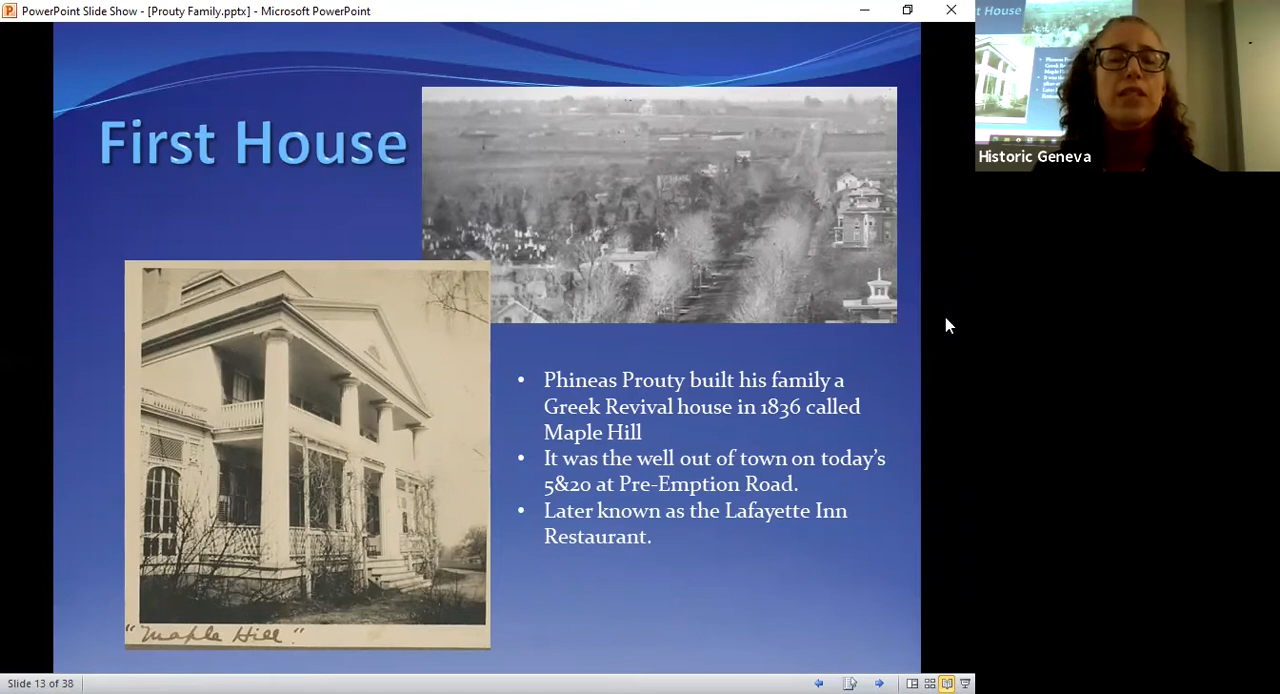 PowerPoint Slide Show - [Prouty Family.pptx] - Microsoft PowerPoint
First House
"Maple Hill"
• Phineas Prouty built his family a
Greek Revival house in 1836 called
Maple Hill
• It was the well out of town on today's
5&20 at Pre-Emption Road.
• Later known as the Lafayette Inn
Restaurant.
Slide 13 of 38
st House
Historic Geneva